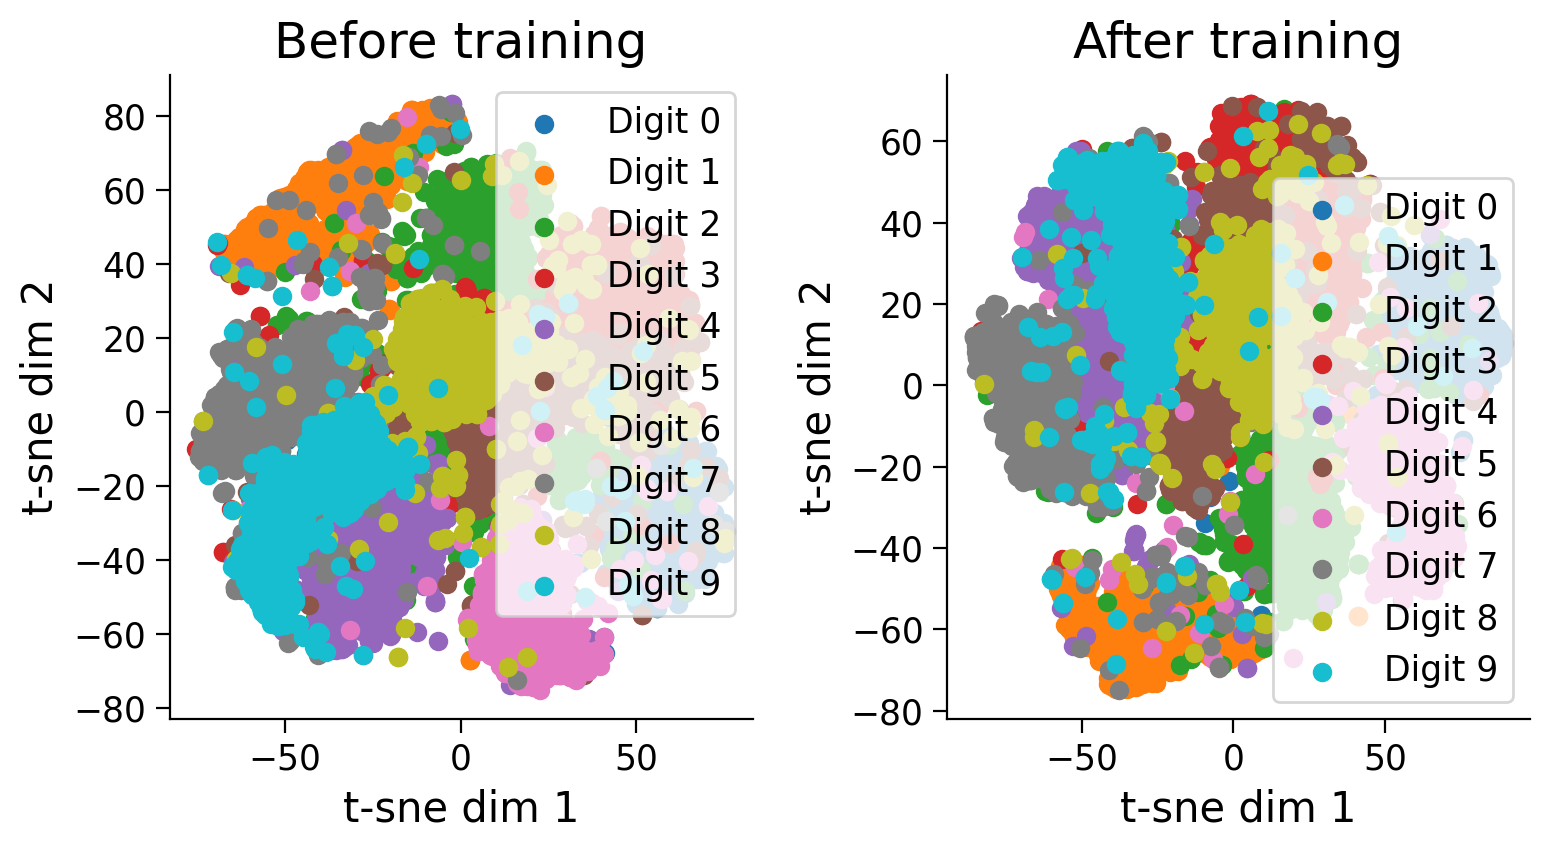 Before training
After training
t-sne dim 2
80
60
40
20
0
−20
−40
−60
−80
−50
0
50
t-sne dim 1
Digit 0
Digit 1
Digit 2
Digit 3
Digit 4
Digit 5
Digit 6
Digit 7
Digit 8
Digit 9
t-sne dim 2
60
40
20
0
−20
−40
−60
−80
−50
0
50
t-sne dim 1
Digit 0
Digit 1
Digit 2
Digit 3
Digit 4
Digit 5
Digit 6
Digit 7
Digit 8
Digit 9